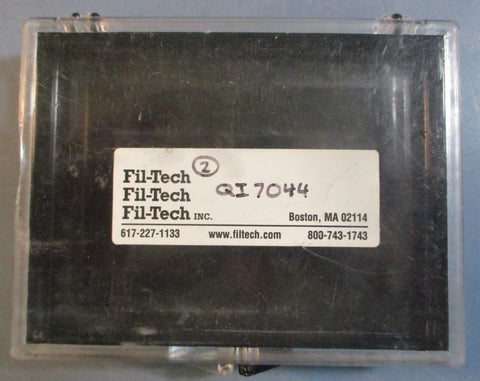 Fil-Tech 2
Fil-Tech QI7044
Fil-Tech INC. Boston, MA 02114
617-227-1133 www.filtech.com 800-743-1743